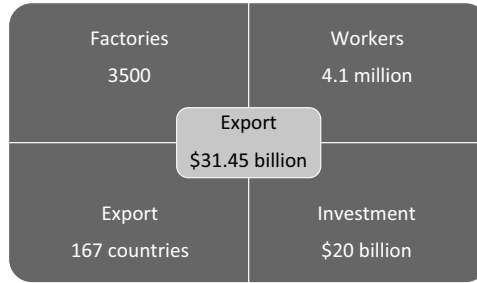 Factories
3500
Workers
4.1 million
Export
$31.45 billion
Export
167 countries
Investment
$20 billion